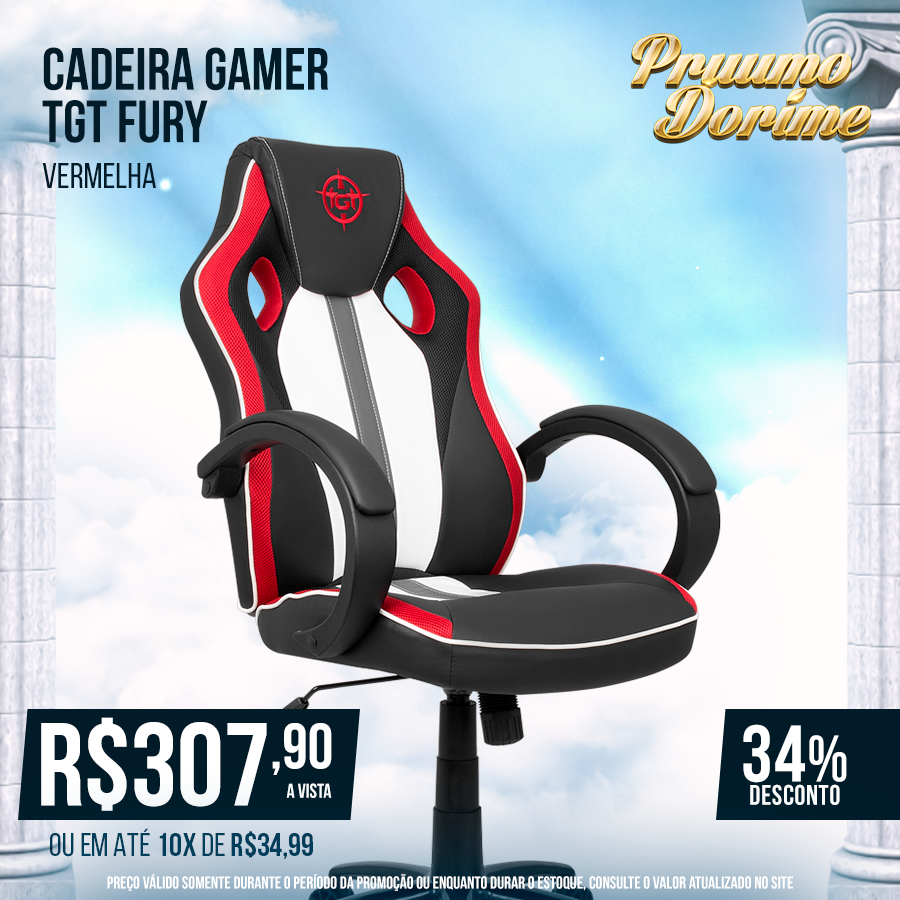 CADEIRA GAMER
TGT FURY
VERMELHA
Pruumo
Dorime
TGT
R$307,90
A VISTA
34%
DESCONTO
OU EM ATÉ 10X DE R$34,99
PREÇO VÁLIDO SOMENTE DURANTE O PERÍODO DA PROMOÇÃO OU ENQUANTO DURAR O ESTOQUE, CONSULTE O VALOR ATUALIZADO NO SITE